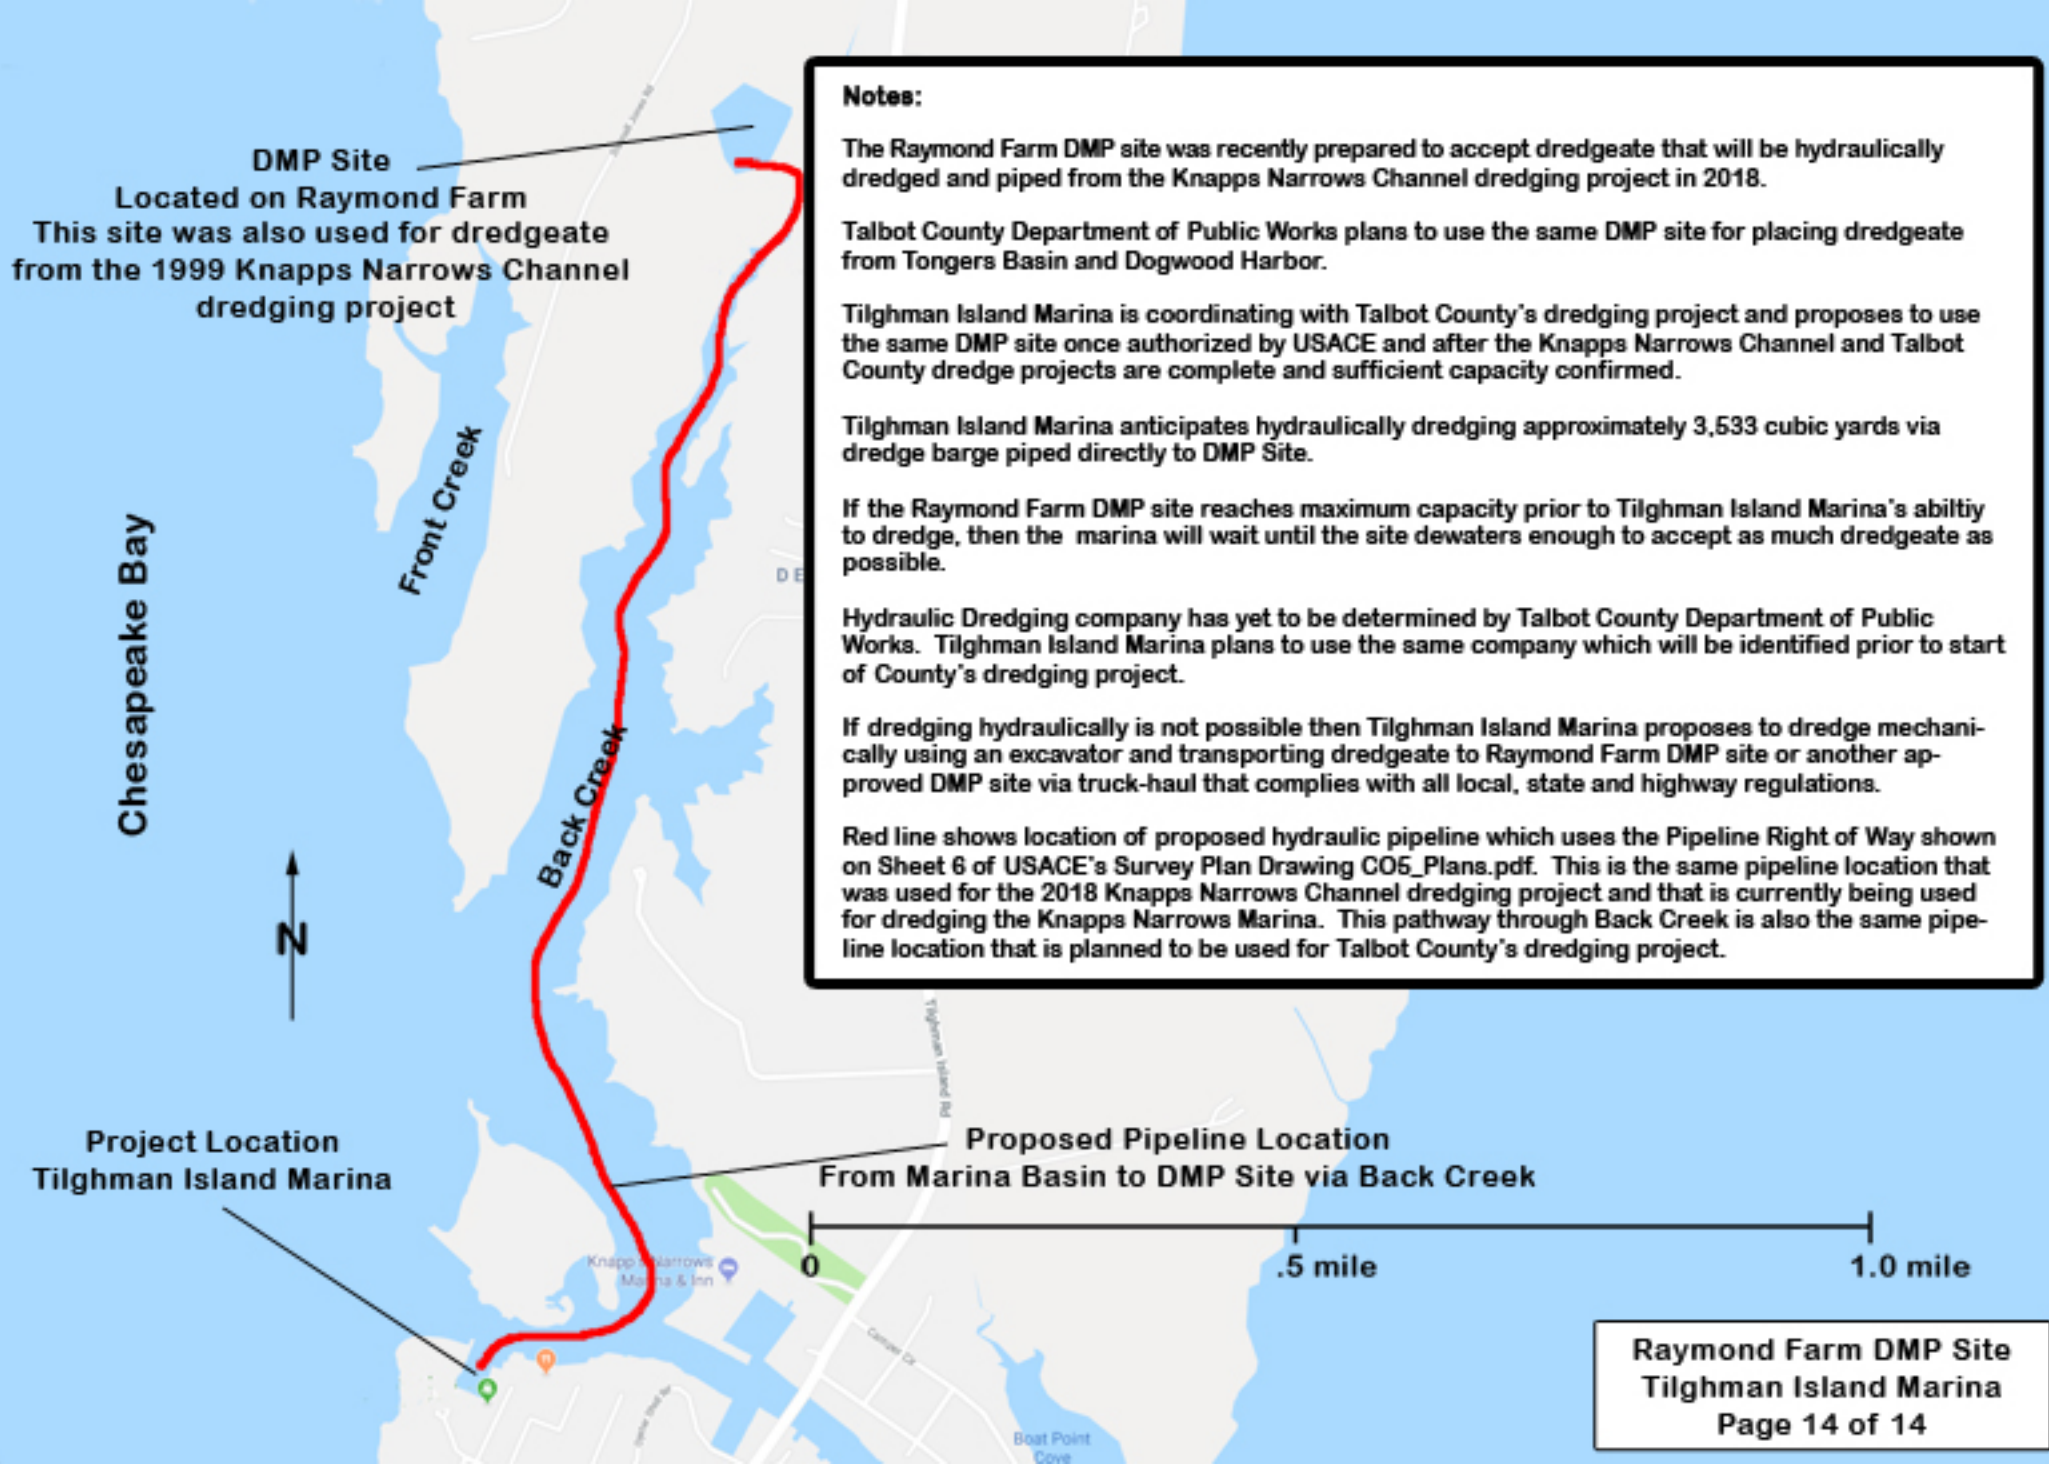 Notes:
The Raymond Farm DMP site was recently prepared to accept dredgeate that will be hydraulically
dredged and piped from the Knapps Narrows Channel dredging project in 2018.
Talbot County Department of Public Works plans to use the same DMP site for placing dredgeate
from Tongers Basin and Dogwood Harbor.
Tilghman Island Marina is coordinating with Talbot County's dredging project and proposes to use
the same DMP site once authorized by USACE and after the Knapps Narrows Channel and Talbot
County dredge projects are complete and sufficient capacity confirmed.
Tilghman Island Marina anticipates hydraulically dredging approximately 3,533 cubic yards via
dredge barge piped directly to DMP Site.
If the Raymond Farm DMP site reaches maximum capacity prior to Tilghman Island Marina's abiltiy
to dredge, then the marina will wait until the site dewaters enough to accept as much dredgeate as
possible.
Hydraulic Dredging company has yet to be determined by Talbot County Department of Public
Works. Tilghman Island Marina plans to use the same company which will be identified prior to start
of County's dredging project.
If dredging hydraulically is not possible then Tilghman Island Marina proposes to dredge mechani-
cally using an excavator and transporting dredgeate to Raymond Farm DMP site or another ap-
proved DMP site via truck-haul that complies with all local, state and highway regulations.
Red line shows location of proposed hydraulic pipeline which uses the Pipeline Right of Way shown
on Sheet 6 of USACE's Survey Plan Drawing CO5_Plans.pdf. This is the same pipeline location that
was used for the 2018 Knapps Narrows Channel dredging project and that is currently being used
for dredging the Knapps Narrows Marina. This pathway through Back Creek is also the same pipe-
line location that is planned to be used for Talbot County's dredging project.
DMP Site
Located on Raymond Farm
This site was also used for dredgeate
from the 1999 Knapps Narrows Channel
dredging project
Front Creek
Chesapeake Bay
Back Creek
N
DE
Tilghman Island Rd
Project Location
Tilghman Island Marina
Proposed Pipeline Location
From Marina Basin to DMP Site via Back Creek
0
.5 mile
1.0 mile
Knapp's Narrows
Marina & Inn
Camper Cir
Boat Point
Cove
Raymond Farm DMP Site
Tilghman Island Marina
Page 14 of 14